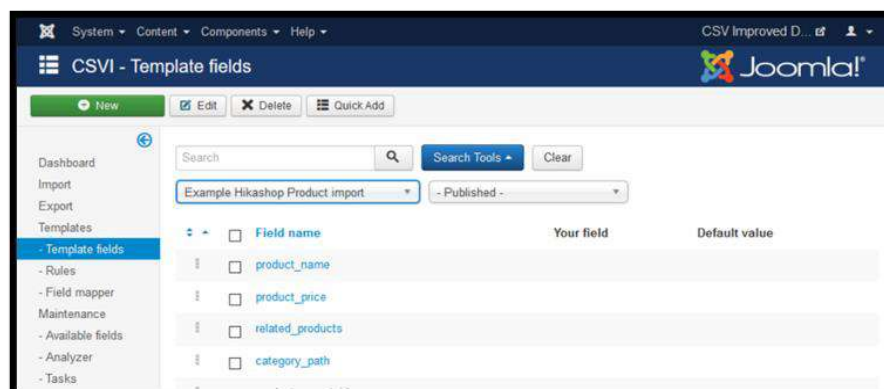 System Content Components Help CSV Improved D...
CSVI - Template fields Joomla!®
New Edit Delete Quick Add
Dashboard
Import
Export
Templates
- Template fields
- Rules
- Field mapper
Maintenance
- Available fields
- Analyzer
- Tasks
Search Search Tools Clear
Example Hikashop Product import - Published -
Field name Your field Default value
product_name
product_price
related_products
category_path